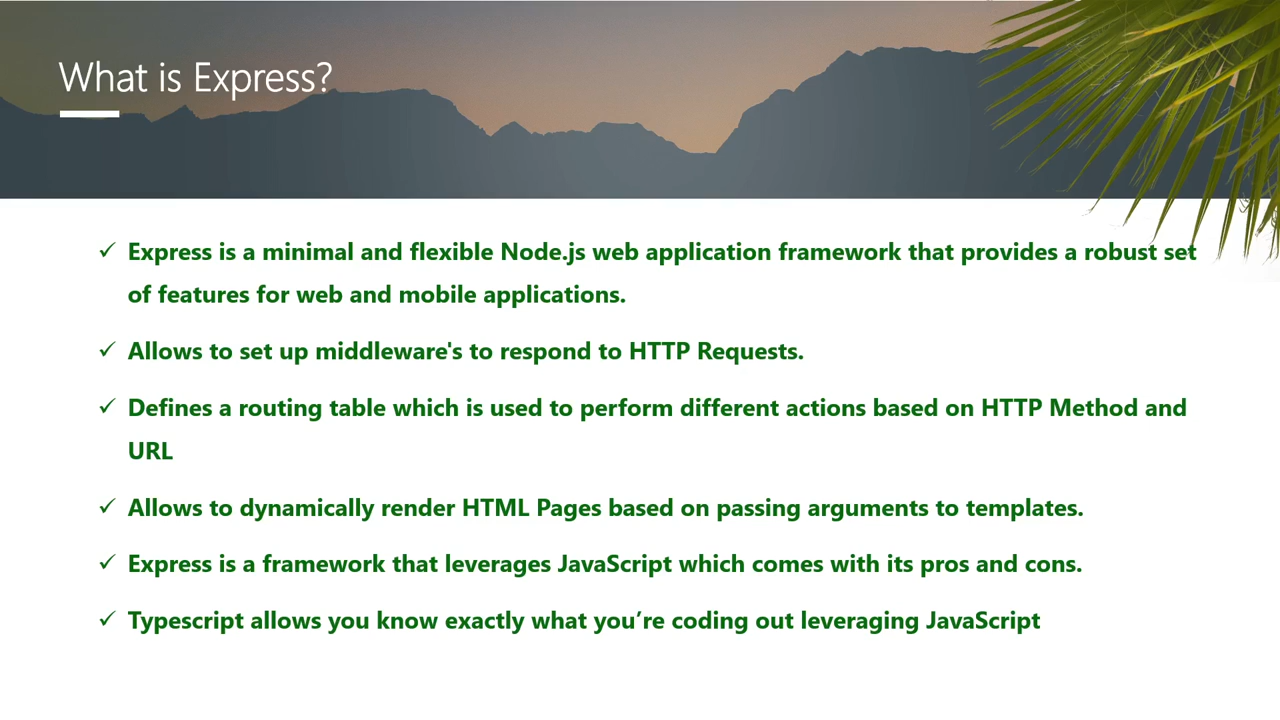 What is Express?
✓ Express is a minimal and flexible Node.js web application framework that provides a robust set
of features for web and mobile applications.
✓ Allows to set up middleware's to respond to HTTP Requests.
✓ Defines a routing table which is used to perform different actions based on HTTP Method and
URL
✓ Allows to dynamically render HTML Pages based on passing arguments to templates.
✓ Express is a framework that leverages JavaScript which comes with its pros and cons.
✓ Typescript allows you know exactly what you’re coding out leveraging JavaScript